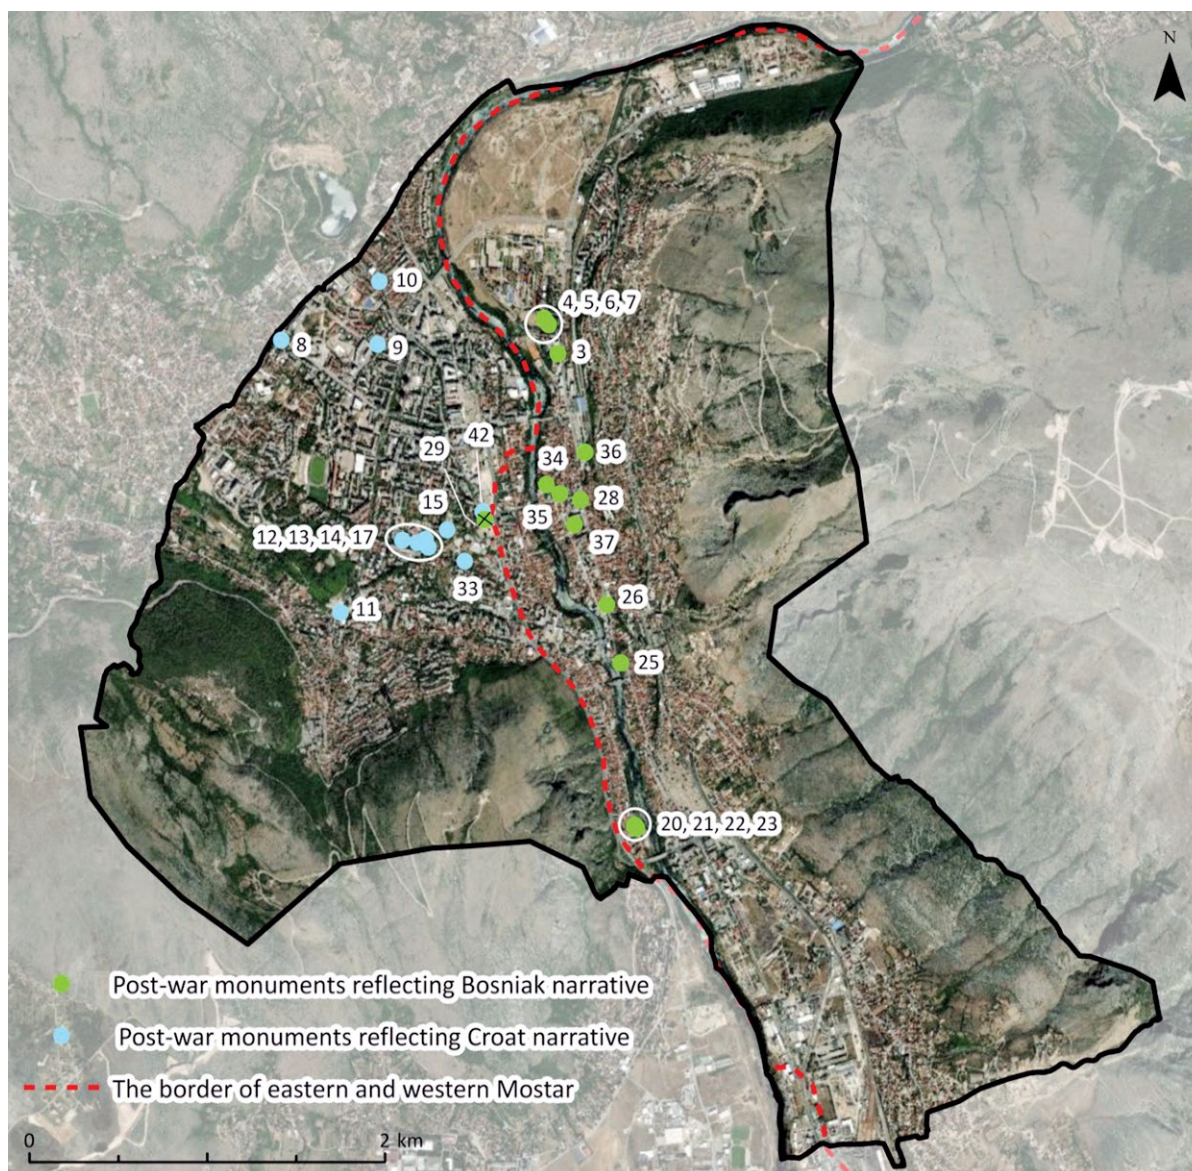 N
10
4, 5, 6, 7
8
9
3
42
29
36
34
28
15
35
12, 13, 14, 17
37
33
26
11
25
20, 21, 22, 23
Post-war monuments reflecting Bosniak narrative
Post-war monuments reflecting Croat narrative
The border of eastern and western Mostar
0
2 km